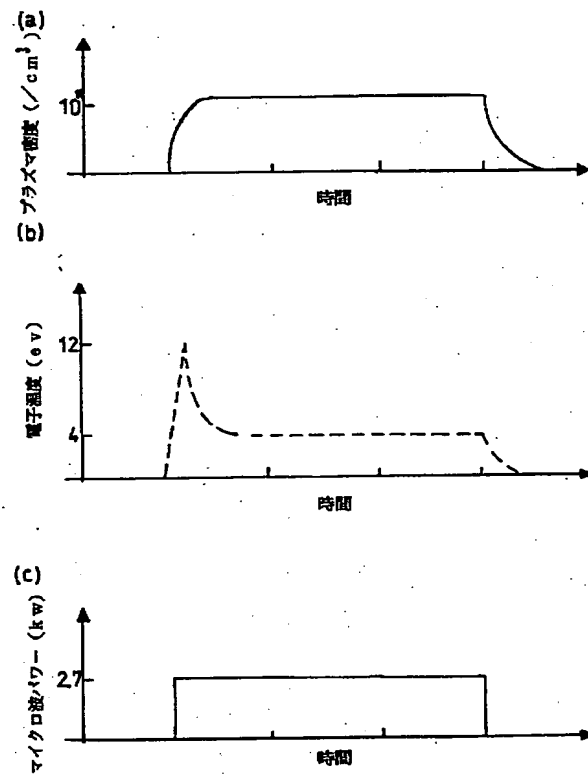 (a)
プラズマ密度 (／cm³)
10
時間
(b)
電子温度 (ev)
12
4
時間
(c)
マイクロ波パワー (kw)
2.7
時間